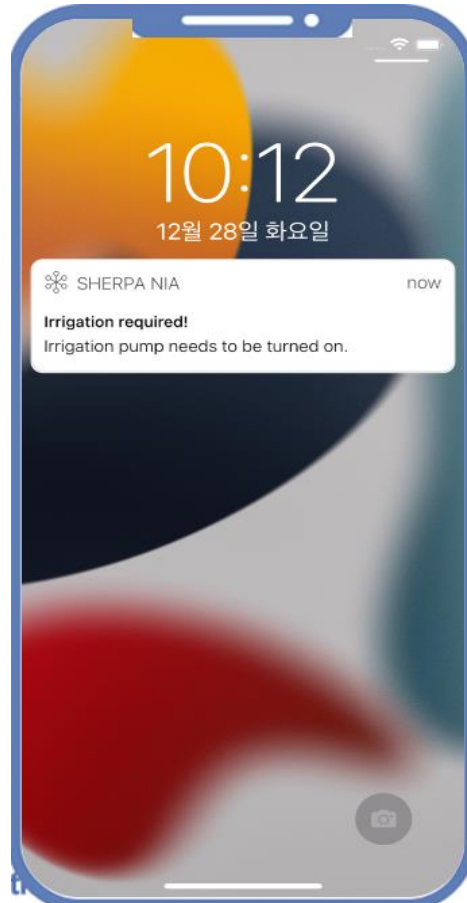 10:12
12월 28일 화요일
SHERPA NIA now
Irrigation required!
Irrigation pump needs to be turned on.